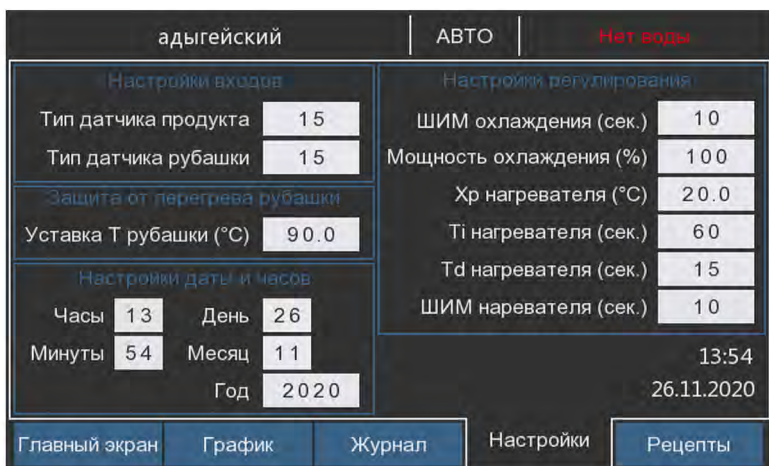 адыгейский
АВТО
Нет воды
Настройки входов
Тип датчика продукта 15
Тип датчика рубашки 15
Защита от перегрева рубашки
Уставка Т рубашки (°C) 90.0
Настройки даты и часов
Часы 13 День 26
Минуты 54 Месяц 11
Год 2020
Настройки регулирования
ШИМ охлаждения (сек.) 10
Мощность охлаждения (%) 100
Xp нагревателя (°C) 20.0
Ti нагревателя (сек.) 60
Td нагревателя (сек.) 15
ШИМ наревателя (сек.) 10
13:54
26.11.2020
Главный экран График Журнал Настройки Рецепты